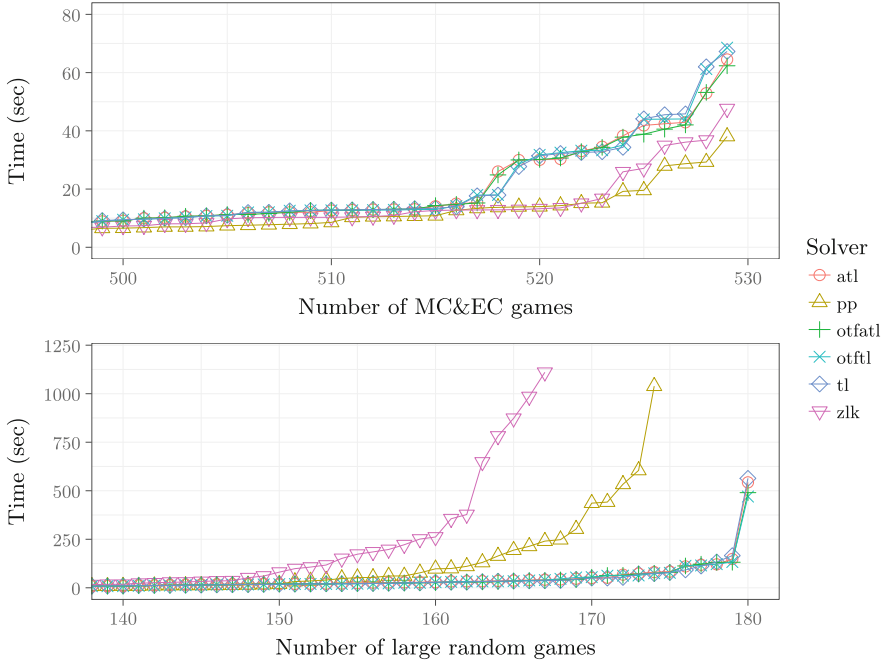 80
60
40
20
0
Time (sec)
500
510
520
530
Number of MC&EC games
1250
1000
750
500
250
0
Time (sec)
140
150
160
170
180
Number of large random games
Solver
atl
pp
otfatl
otftl
tl
zlk